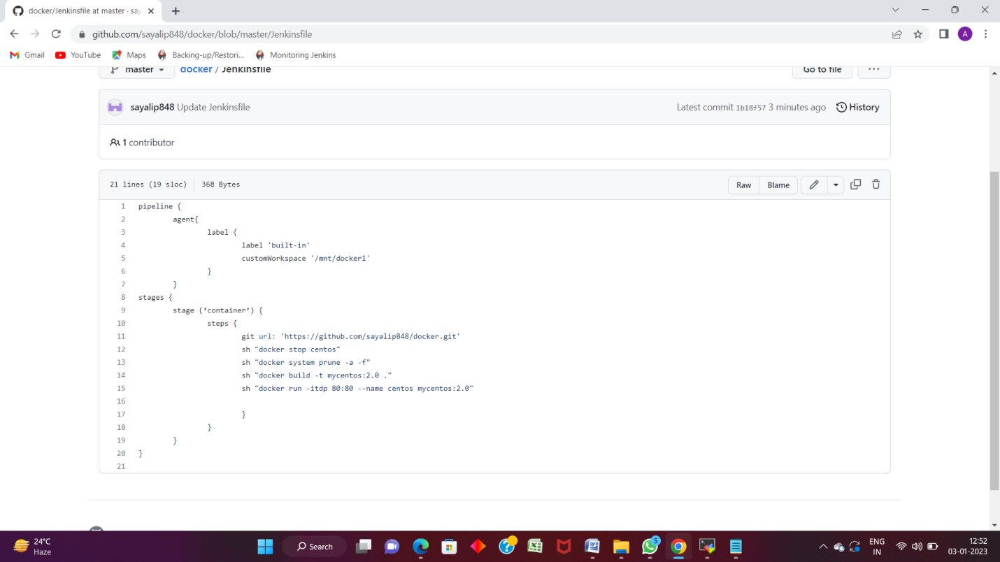 docker/Jenkinsfile at master · say
github.com/sayalip848/docker/blob/master/Jenkinsfile
A
Gmail
YouTube
Maps
Backing-up/Restori...
Monitoring Jenkins
master
docker / Jenkinsfile
Go to file
...
sayalip848 Update Jenkinsfile
Latest commit 1b18f57 3 minutes ago
History
1 contributor
21 lines (19 sloc)
368 Bytes
Raw
Blame
1 pipeline {
2 agent{
3 label {
4 label 'built-in'
5 customWorkspace '/mnt/docker1'
6 }
7 }
8 stages {
9 stage (‘container’) {
10 steps {
11 git url: 'https://github.com/sayalip848/docker.git'
12 sh "docker stop centos"
13 sh "docker system prune -a -f"
14 sh "docker build -t mycentos:2.0 ."
15 sh "docker run -itdp 80:80 --name centos mycentos:2.0"
16
17 }
18 }
19 }
20 }
21
24°C
Haze
Search
5
ENG
IN
12:52
03-01-2023